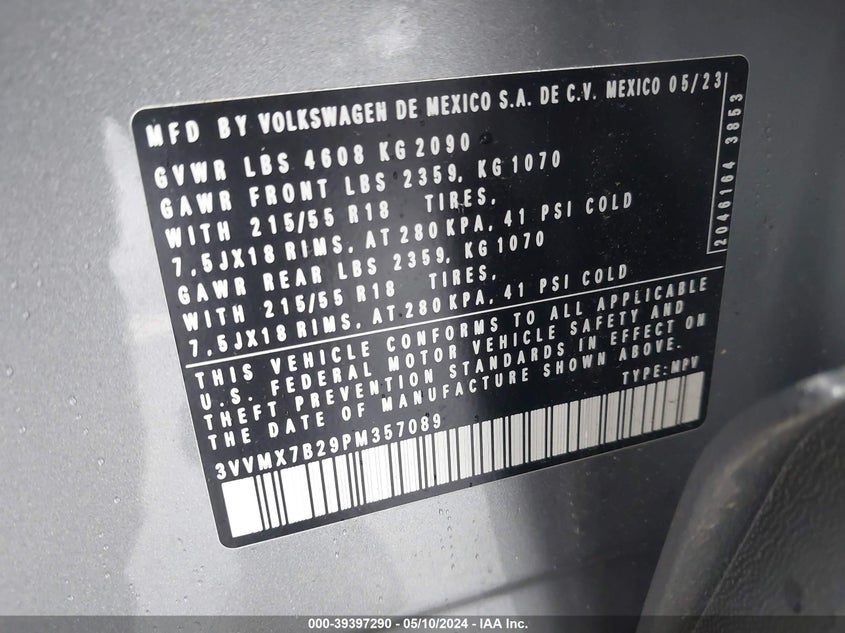 MFD BY VOLKSWAGEN DE MEXICO S.A. DE C.V. MEXICO 05/23
GVWR LBS 4608 KG 2090
GAWR FRONT LBS 2359, KG 1070
WITH 215/55 R18 TIRES,
7,5JX18 RIMS, AT 280 KPA, 41 PSI COLD
GAWR REAR LBS 2359, KG 1070
WITH 215/55 R18 TIRES,
7,5JX18 RIMS, AT 280 KPA, 41 PSI COLD
2046164 3853
THIS VEHICLE CONFORMS TO ALL APPLICABLE
U.S. FEDERAL MOTOR VEHICLE SAFETY AND
THEFT PREVENTION STANDARDS IN EFFECT ON
THE DATE OF MANUFACTURE SHOWN ABOVE.
TYPE:MPV
3VVMX7B29PM357089
000-39397290 - 05/10/2024 - IAA Inc.